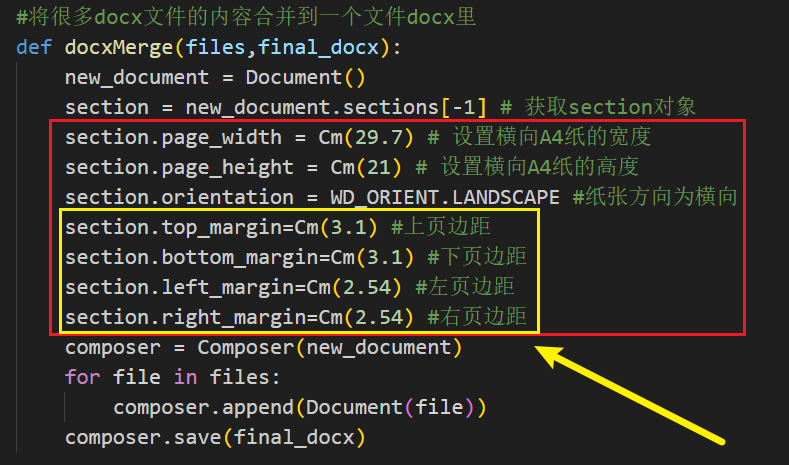 #将很多docx文件的内容合并到一个文件docx里
def docxMerge(files,final_docx):
    new_document = Document()
    section = new_document.sections[-1] # 获取section对象
    section.page_width = Cm(29.7) # 设置横向A4纸的宽度
    section.page_height = Cm(21) # 设置横向A4纸的高度
    section.orientation = WD_ORIENT.LANDSCAPE #纸张方向为横向
    section.top_margin=Cm(3.1) #上页边距
    section.bottom_margin=Cm(3.1) #下页边距
    section.left_margin=Cm(2.54) #左页边距
    section.right_margin=Cm(2.54) #右页边距
    composer = Composer(new_document)
    for file in files:
        composer.append(Document(file))
    composer.save(final_docx)